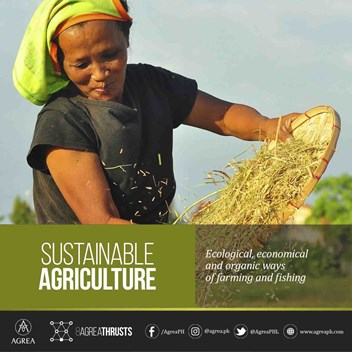 SUSTAINABLE
AGRICULTURE
Ecological, economical
and organic ways
of farming and fishing
AGREA
8AGREATHRUSTS
/AgreaPH
@agrea.ph
@AgreaPHL
www.agreaph.com